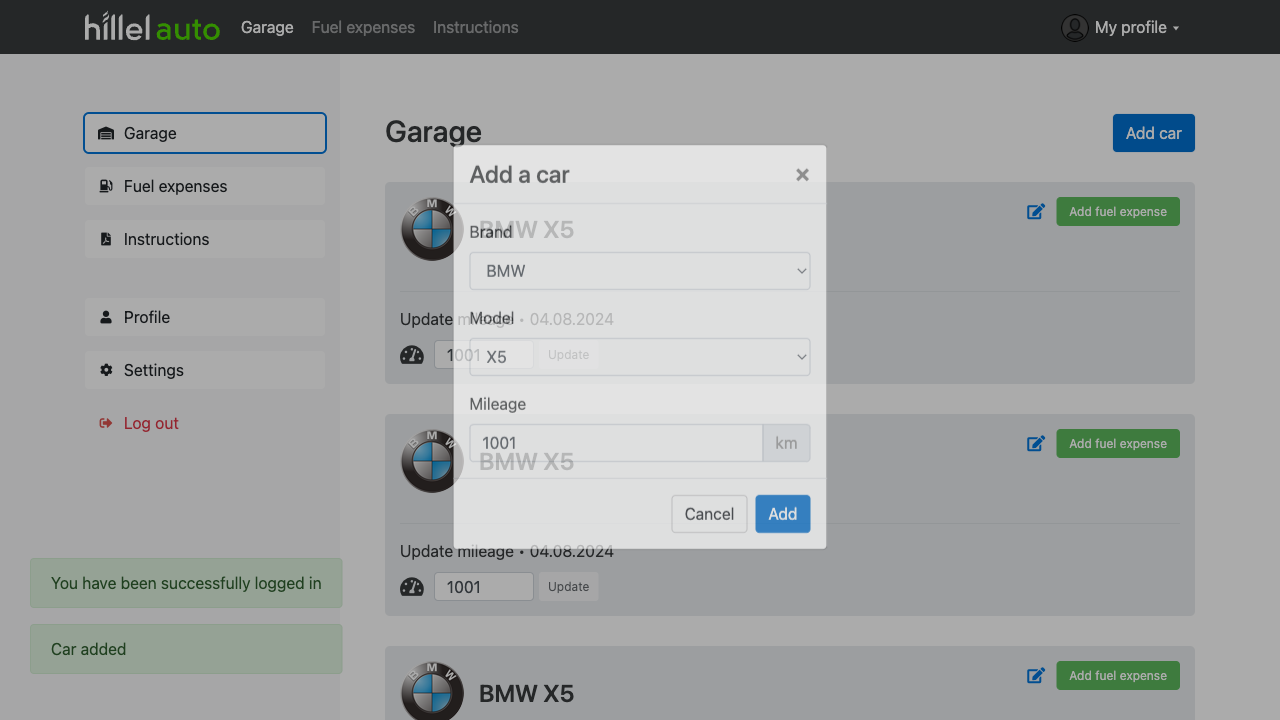 hillel auto Garage Fuel expenses Instructions My profile
Garage
Fuel expenses
Instructions
Profile
Settings
Log out
You have been successfully logged in
Car added
Garage
Add car
BMW
BMW X5
Add fuel expense
Update mileage • 04.08.2024
1001
Update
Add a car
×
Brand
BMW
Model
X5
Mileage
1001
km
Cancel
Add
BMW
BMW X5
Add fuel expense
Update mileage • 04.08.2024
1001
Update
BMW
BMW X5
Add fuel expense